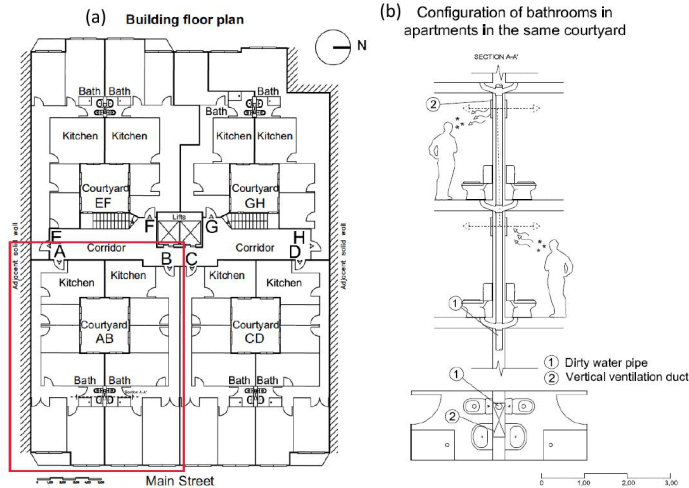 (a)
Building floor plan
N
Bath Bath
Bath
Bath
Kitchen Kitchen
Kitchen Kitchen
Courtyard
EF
Courtyard
GH
Lifts
F
G
E
H
Corridor
Corridor
A
B
C
D
Adjacent solid wall
Adjacent solid wall
Kitchen
Kitchen
Kitchen
Kitchen
Courtyard
AB
Courtyard
CD
Bath Bath
Bath Bath
Section A-A'
Main Street
(b)
Configuration of bathrooms in
apartments in the same courtyard
SECTION A-A'
2
1
1 Dirty water pipe
2 Vertical ventilation duct
1
2
0 1,00 2,00 3,00